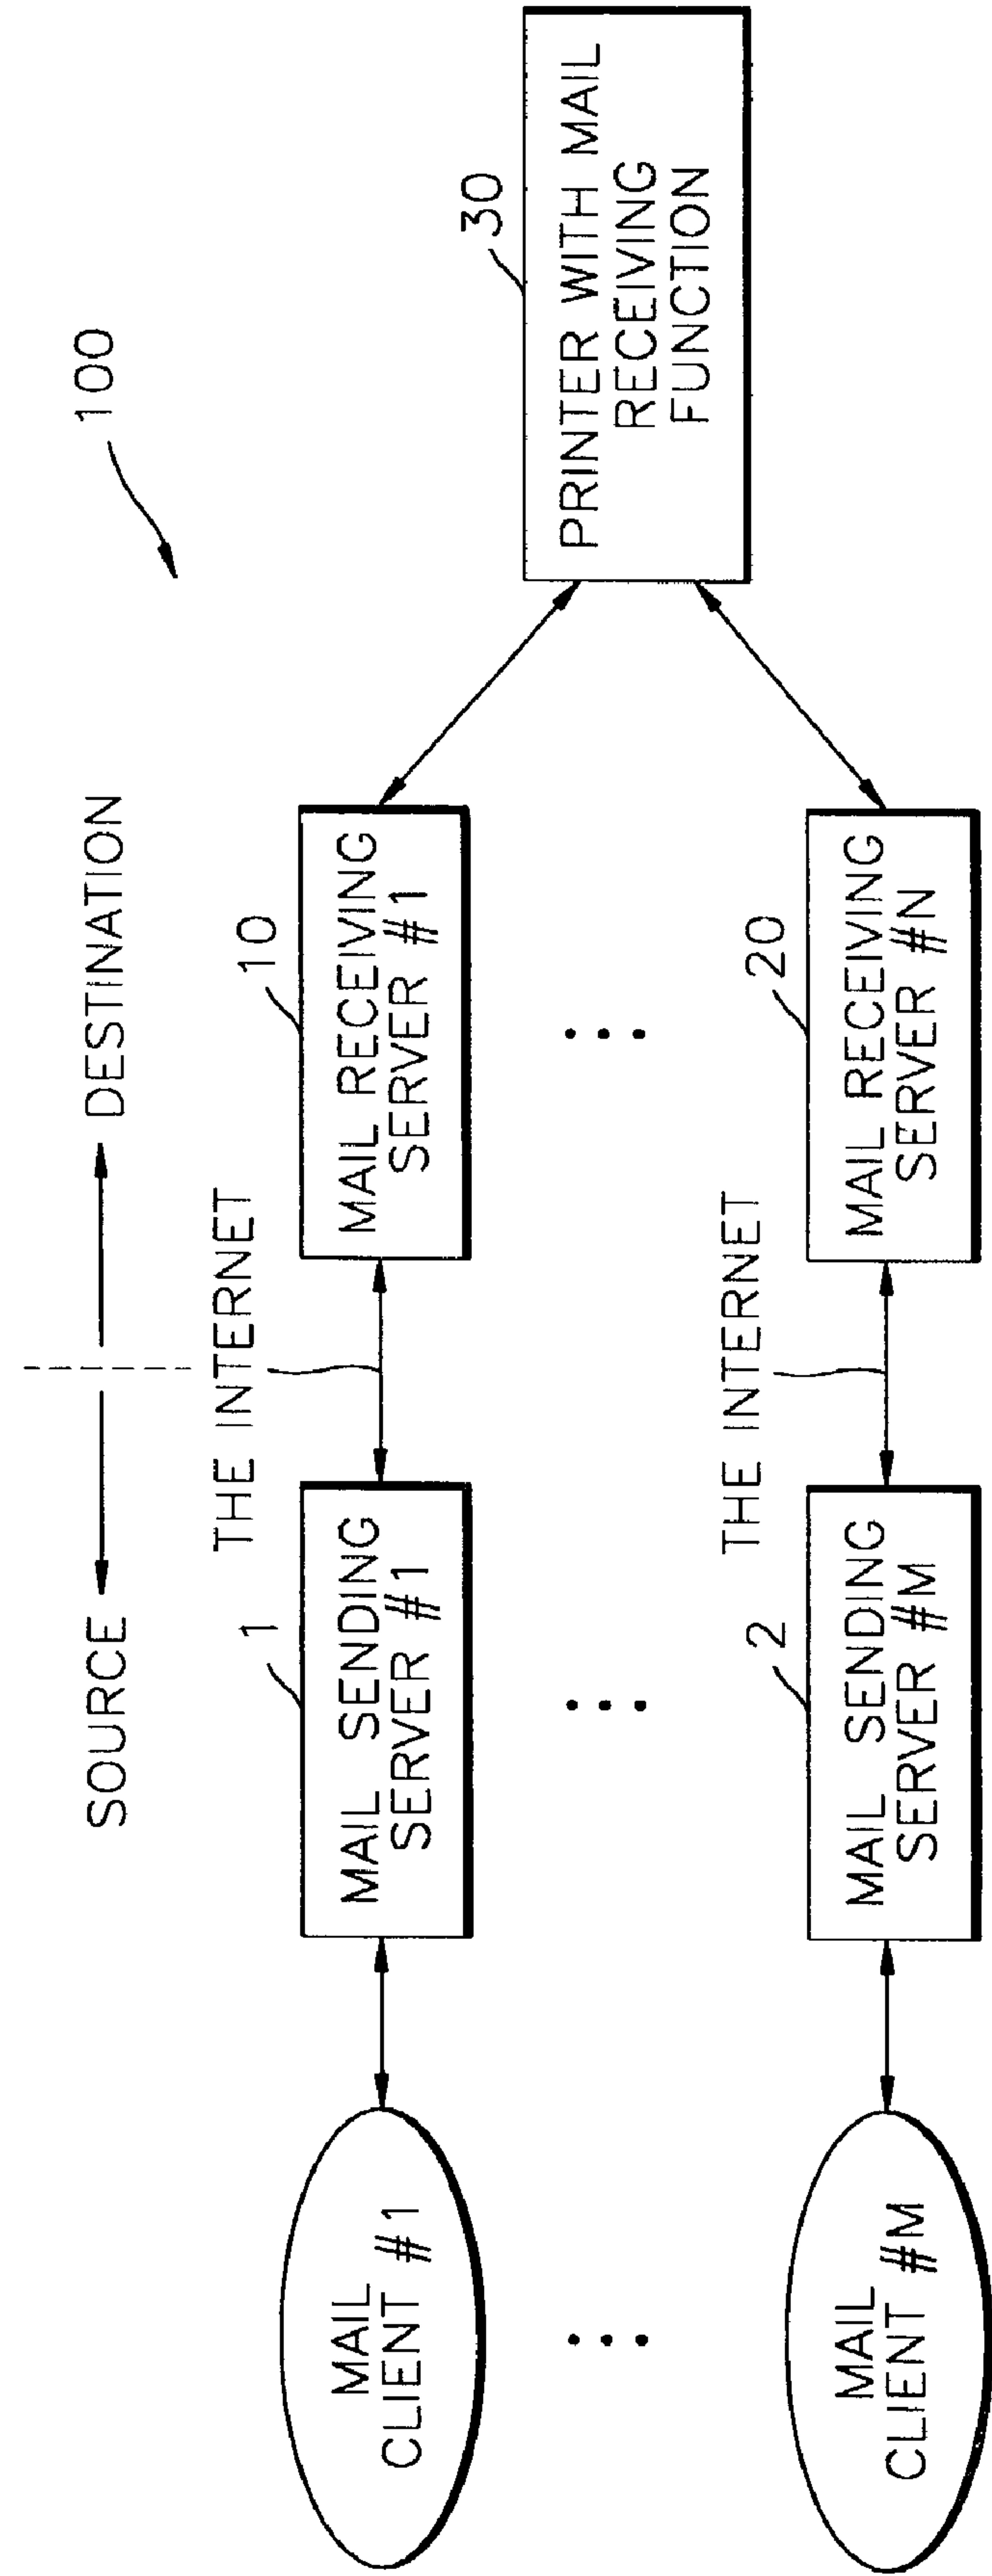 100
SOURCE
DESTINATION
THE INTERNET
1
10
30
MAIL
CLIENT #1
MAIL SENDING
SERVER #1
MAIL RECEIVING
SERVER #1
PRINTER WITH MAIL
RECEIVING
FUNCTION
THE INTERNET
2
20
MAIL
CLIENT #M
MAIL SENDING
SERVER #M
MAIL RECEIVING
SERVER #N